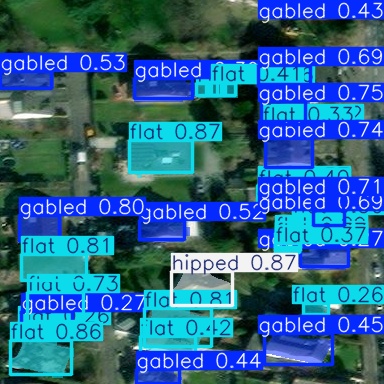 gabled 0.43
gabled 0.69
gabled 0.53
gabled
flat 0.41
gabled 0.75
flat 0.33
gabled 0.74
flat 0.87
flat 0.40
gabled 0.71
gabled 0.80
gabled 0.52
flat 0.37
flat 0.81
hipped 0.87
flat 0.73
gabled 0.27
flat 0.81
flat 0.26
flat 0.86
flat 0.42
gabled 0.45
gabled 0.44